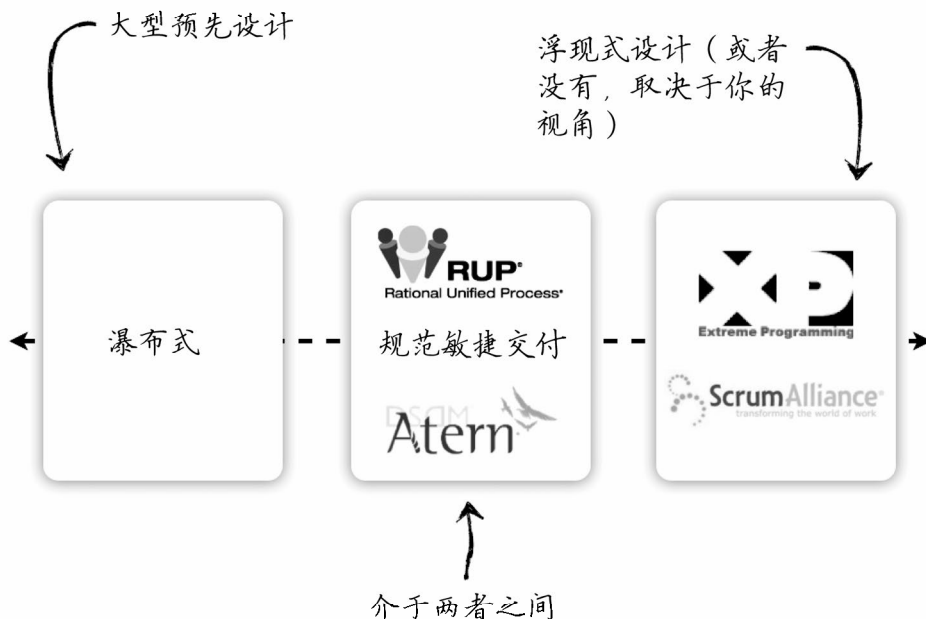 大型预先设计
浮现式设计（或者
没有，取决于你的
视角）
瀑布式
RUP®
Rational Unified Process®
规范敏捷交付
DSDM
Atern
XP
Extreme Programming
ScrumAlliance®
transforming the world of work
介于两者之间